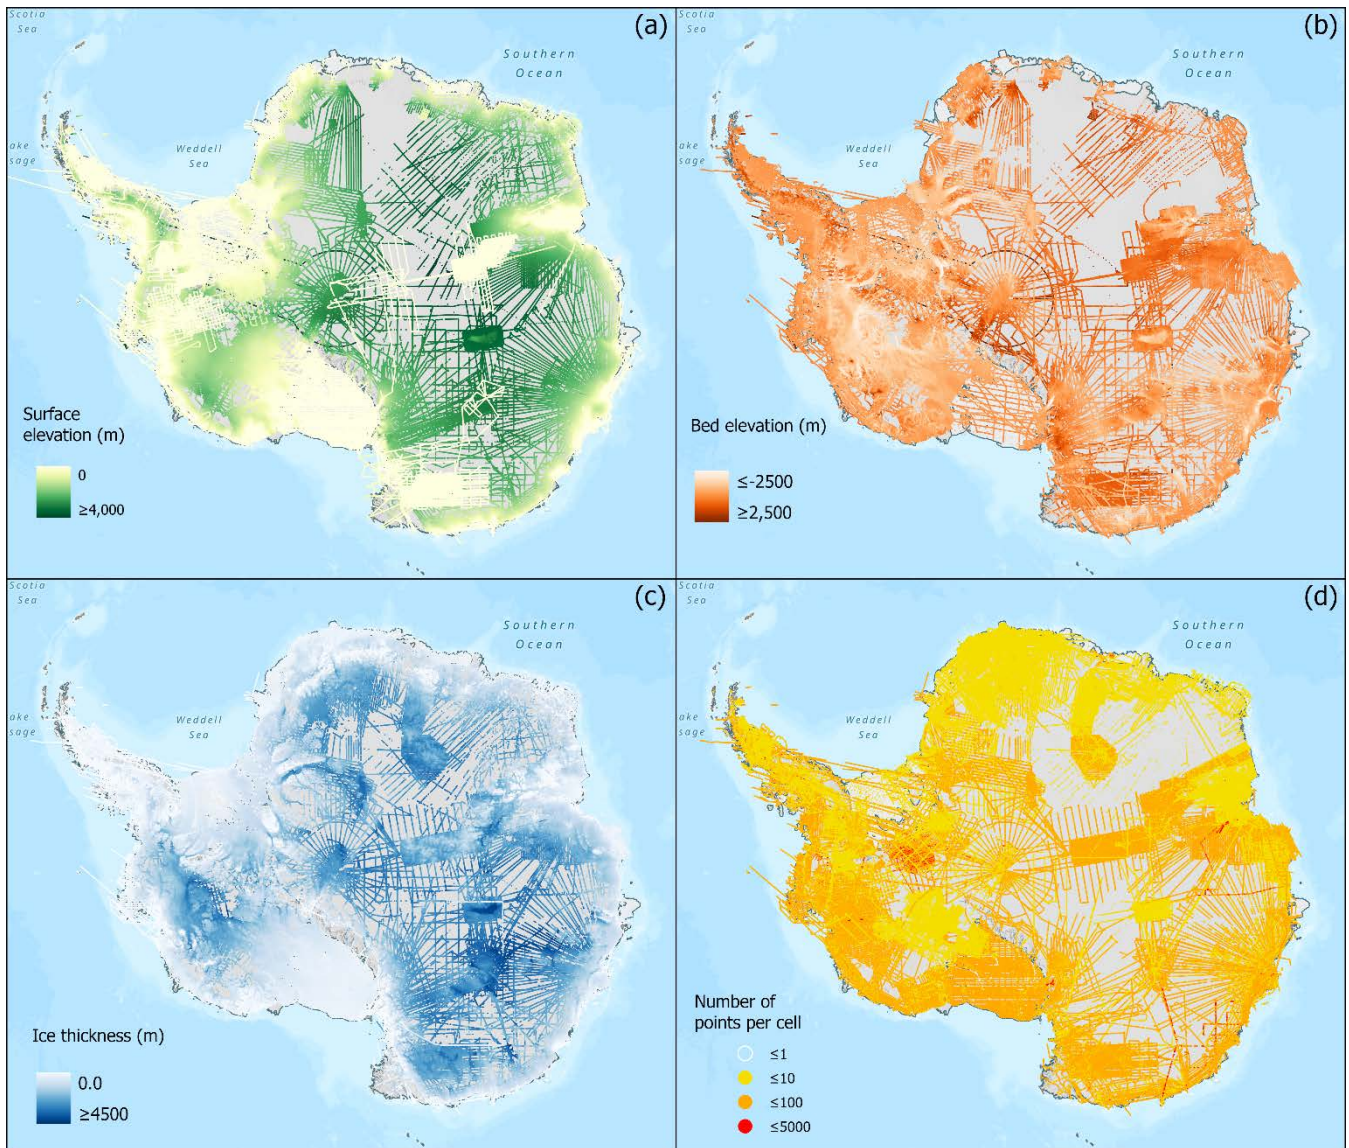 Scotia
Sea
(a)
Southern
Ocean
Weddell
Sea
ake
sage
Surface
elevation (m)
0
≥4,000
Scotia
Sea
(b)
Southern
Ocean
Weddell
Sea
ake
sage
Bed elevation (m)
≤-2500
≥2,500
Scotia
Sea
(c)
Southern
Ocean
Weddell
Sea
ake
sage
Ice thickness (m)
0.0
≥4500
Scotia
Sea
(d)
Southern
Ocean
Weddell
Sea
ake
sage
Number of
points per cell
≤1
≤10
≤100
≤5000